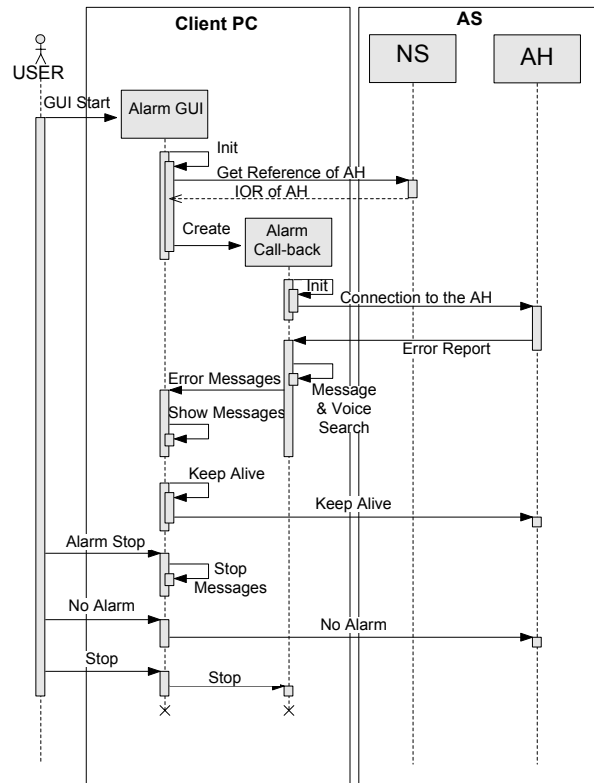 Client PC
AS
USER
NS
AH
GUI Start
Alarm GUI
Init
Get Reference of AH
IOR of AH
Create
Alarm
Call-back
Init
Connection to the AH
Error Report
Error Messages
Message
& Voice
Search
Show Messages
Keep Alive
Keep Alive
Alarm Stop
Stop
Messages
No Alarm
No Alarm
Stop
Stop